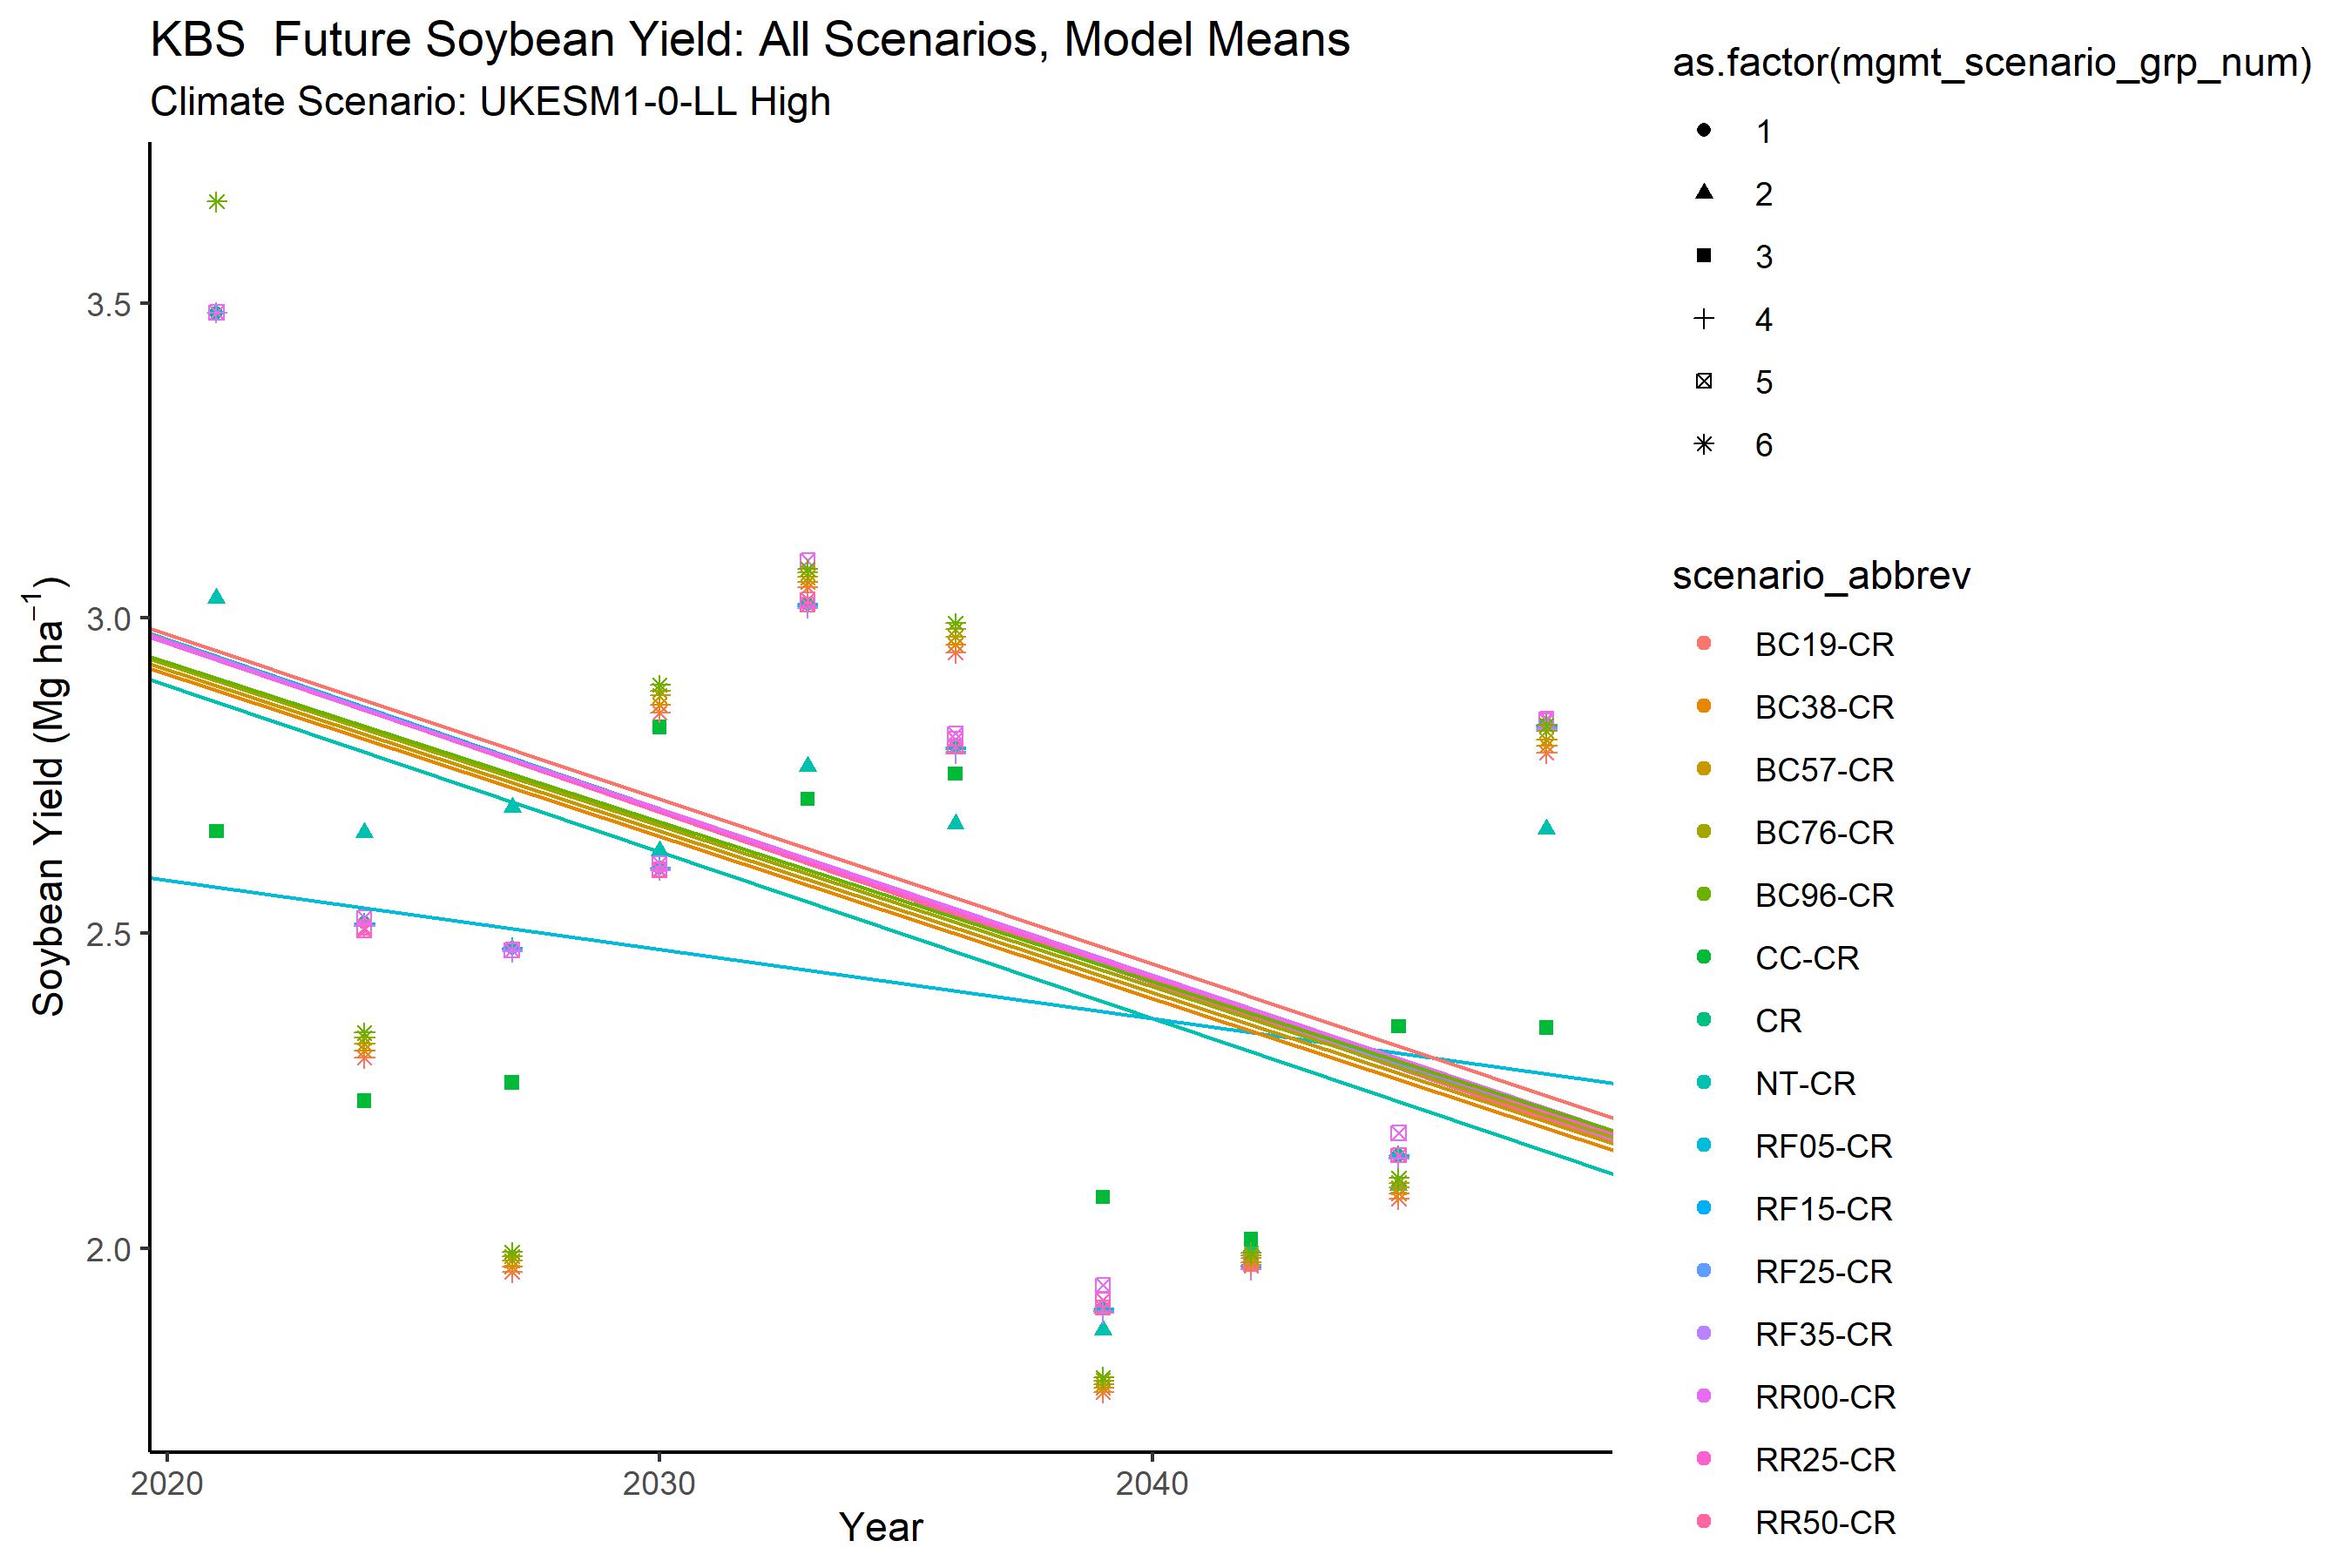 KBS  Future Soybean Yield: All Scenarios, Model Means
Climate Scenario: UKESM1-0-LL High
Soybean Yield (Mg ha⁻¹)
3.5
3.0
2.5
2.0
2020
2030
2040
Year
as.factor(mgmt_scenario_grp_num)
1
2
3
4
5
6
scenario_abbrev
BC19-CR
BC38-CR
BC57-CR
BC76-CR
BC96-CR
CC-CR
CR
NT-CR
RF05-CR
RF15-CR
RF25-CR
RF35-CR
RR00-CR
RR25-CR
RR50-CR